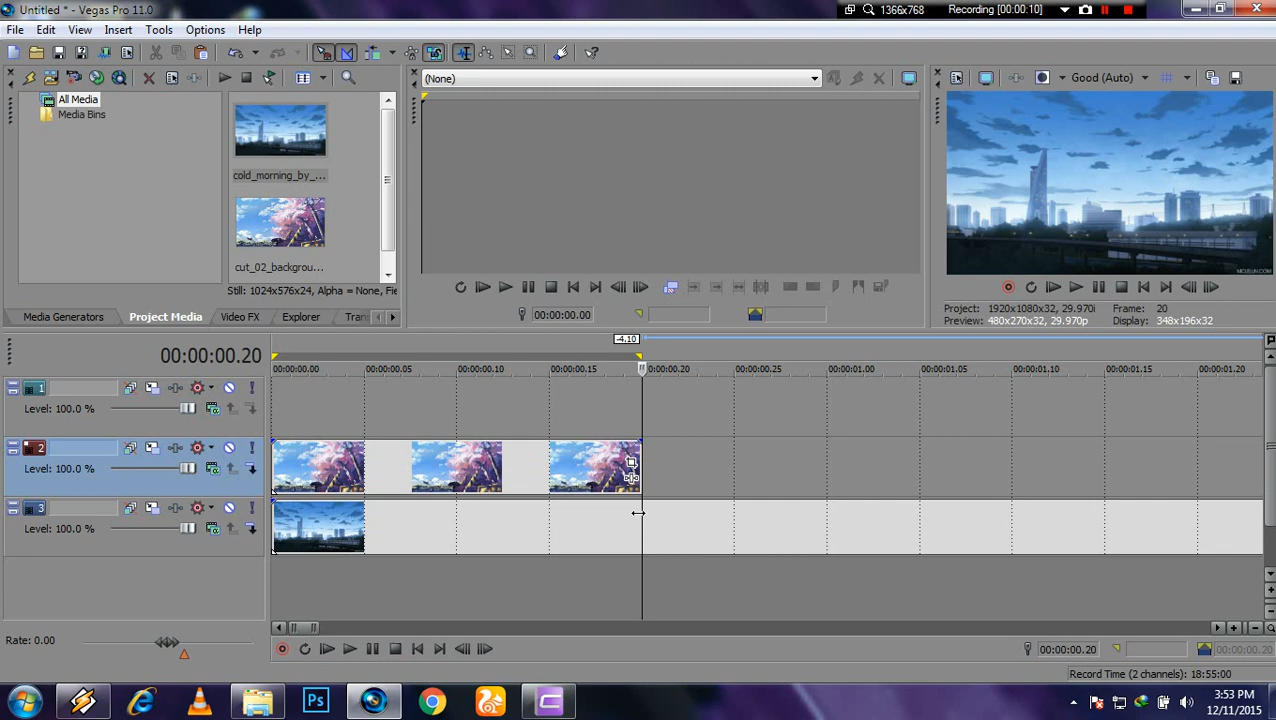 Untitled * - Vegas Pro 11.0
1366x768
Recording [00:00:10]
File Edit View Insert Tools Options Help
All Media
Media Bins
cold_morning_by_...
cut_02_backgrou...
Still: 1024x576x24, Alpha = None, Fie
Media Generators Project Media Video FX Explorer Tran
(None)
00:00:00.00
Good (Auto)
Project: 1920x1080x32, 29.970i
Preview: 480x270x32, 29.970p
Frame: 20
Display: 348x196x32
-4.10
00:00:00.20
00:00:00.00 00:00:00.05 00:00:00.10 00:00:00.15 00:00:00.20 00:00:00.25 00:00:01.00 00:00:01.05 00:00:01.10 00:00:01.15 00:00:01.20
1
Level: 100.0 %
2
Level: 100.0 %
3
Level: 100.0 %
Rate: 0.00
00:00:00.20
00:00:00.20
Record Time (2 channels): 18:55:00
Ps
3:53 PM
12/11/2015